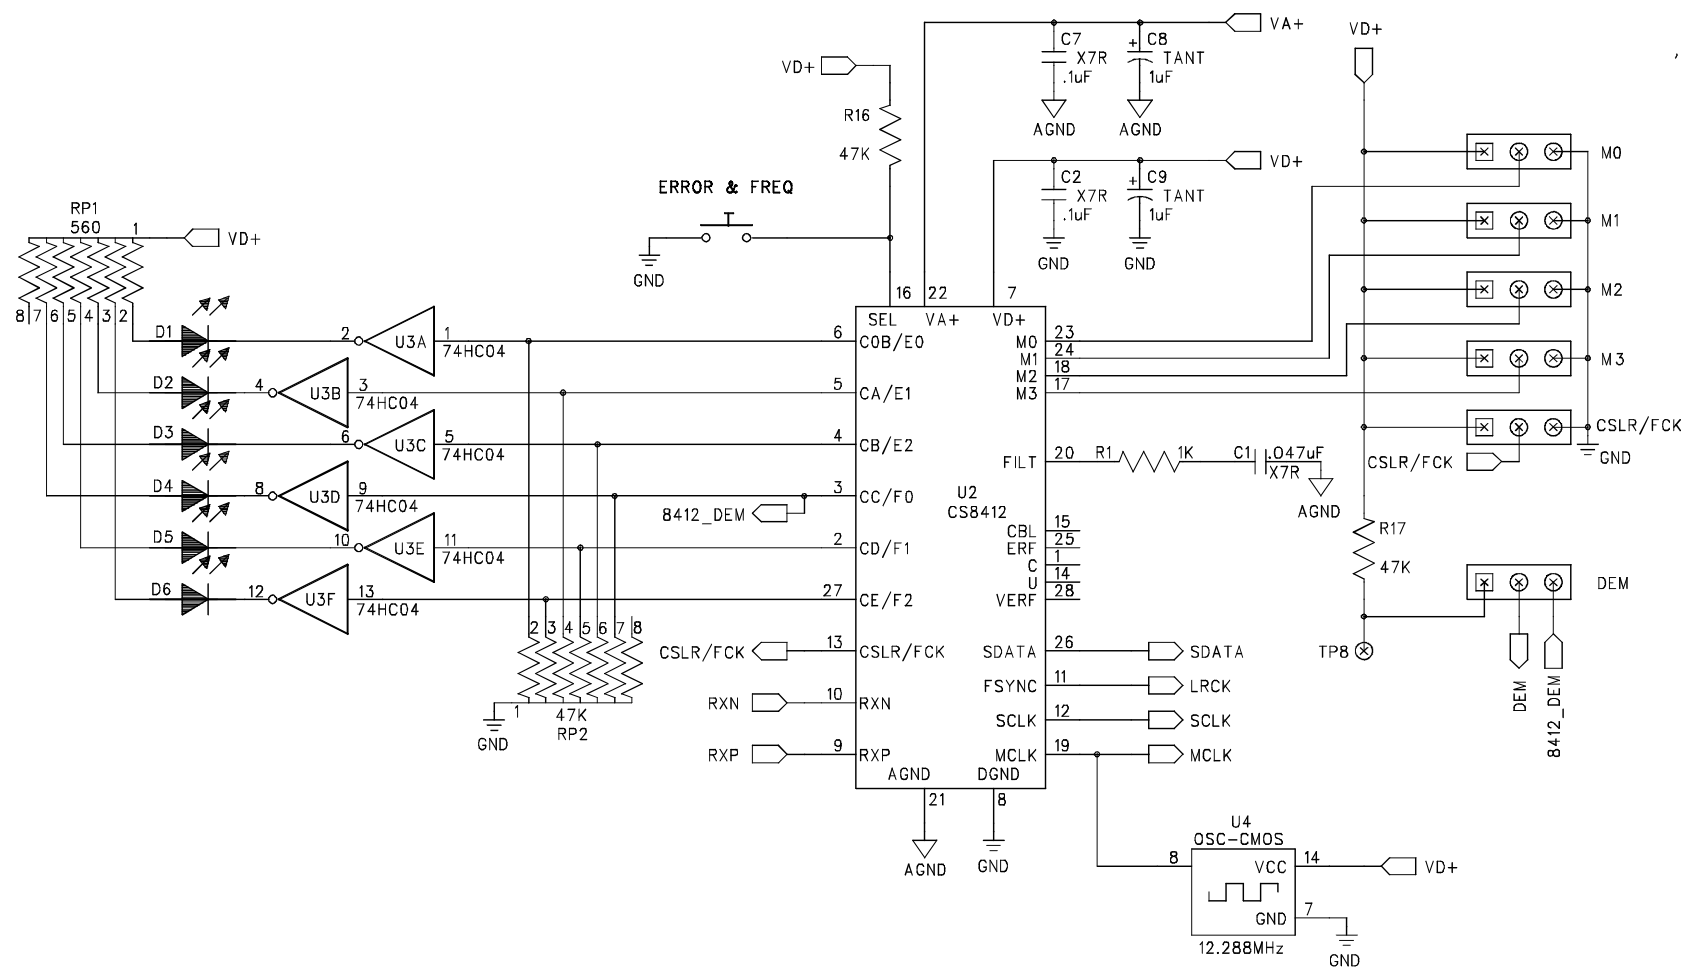 VA+
C7
X7R
.1uF
AGND
+
C8
TANT
1uF
AGND
VD+
VD+
R16
47K
VD+
C2
X7R
.1uF
GND
+
C9
TANT
1uF
GND
ERROR & FREQ
GND
RP1
560
1
VD+
8 7 6 5 4 3 2
D1
2
U3A
1
74HC04
D2
4
U3B
3
74HC04
D3
6
U3C
5
74HC04
D4
8
U3D
9
74HC04
D5
10
U3E
11
74HC04
D6
12
U3F
13
74HC04
8412_DEM
2 3 4 5 6 7 8
1
47K
RP2
GND
CSLR/FCK
RXN
RXP
16 22 7
SEL VA+ VD+
6 COB/E0
5 CA/E1
4 CB/E2
3 CC/F0
2 CD/F1
27 CE/F2
13 CSLR/FCK
10 RXN
9 RXP
U2
CS8412
M0 23
M1 24
M2 18
M3 17
FILT 20
CBL 15
ERF 25
C 1
U 14
VERF 28
SDATA 26
FSYNC 11
SCLK 12
MCLK 19
AGND DGND
21 8
AGND
GND
R1
1K
C1
.047uF
X7R
AGND
SDATA
LRCK
SCLK
MCLK
M0
M1
M2
M3
CSLR/FCK
CSLR/FCK
GND
R17
47K
TP8
DEM
DEM
8412_DEM
U4
OSC-CMOS
8
VCC
14
VD+
GND
7
12.288MHz
GND